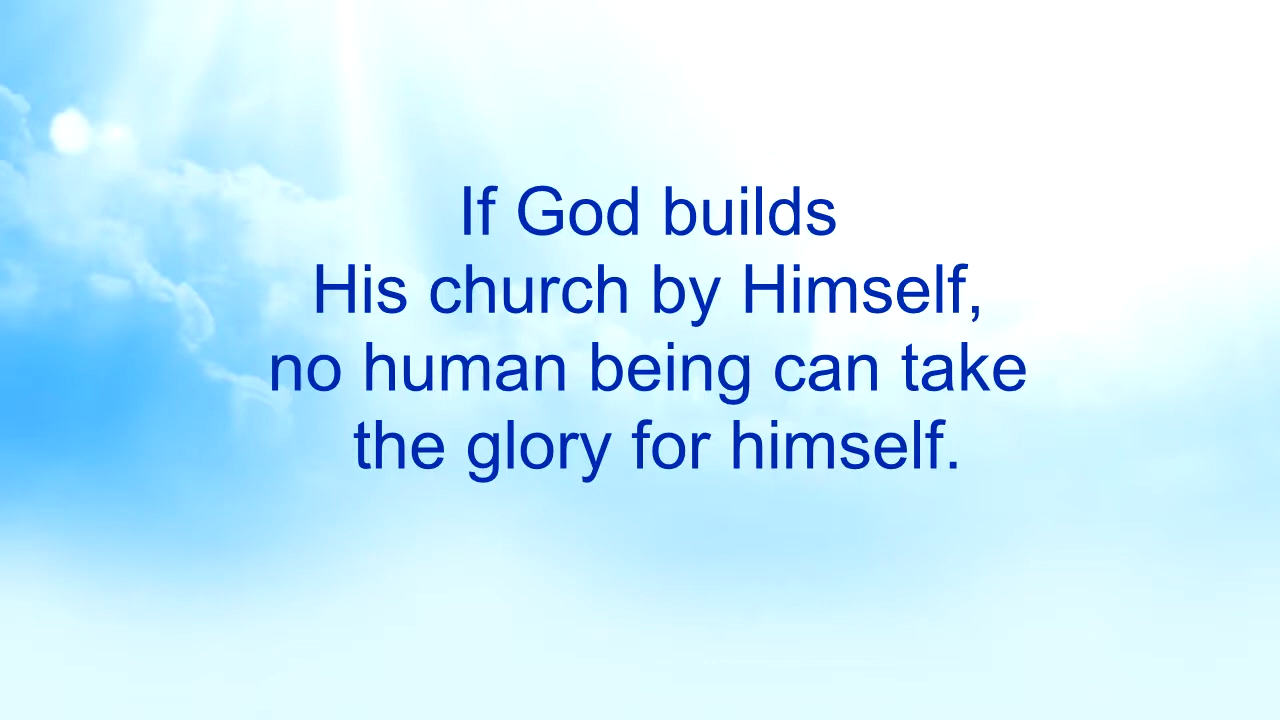 If God builds
His church by Himself,
no human being can take
the glory for himself.